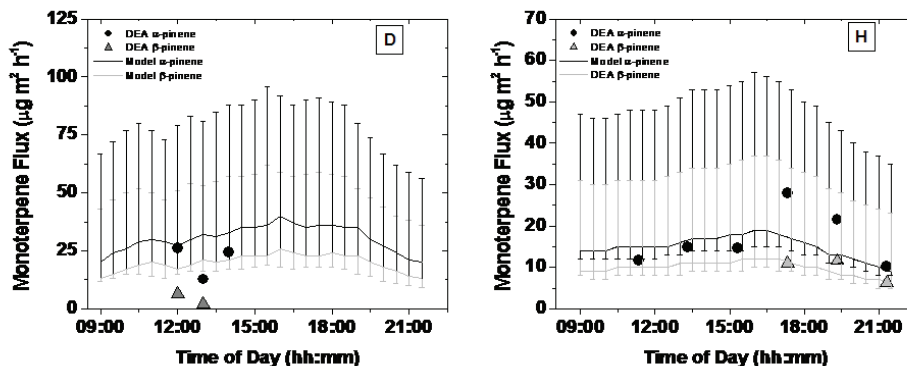 125
100
75
50
25
0
Monoterpene Flux (µg m² h⁻¹)
DEA α-pinene
DEA β-pinene
Model α-pinene
Model β-pinene
D
09:00 12:00 15:00 18:00 21:00
Time of Day (hh:mm)
70
60
50
40
30
20
10
0
Monoterpene Flux (µg m² h⁻¹)
DEA α-pinene
DEA β-pinene
Model α-pinene
DEA β-pinene
H
09:00 12:00 15:00 18:00 21:00
Time of Day (hh:mm)